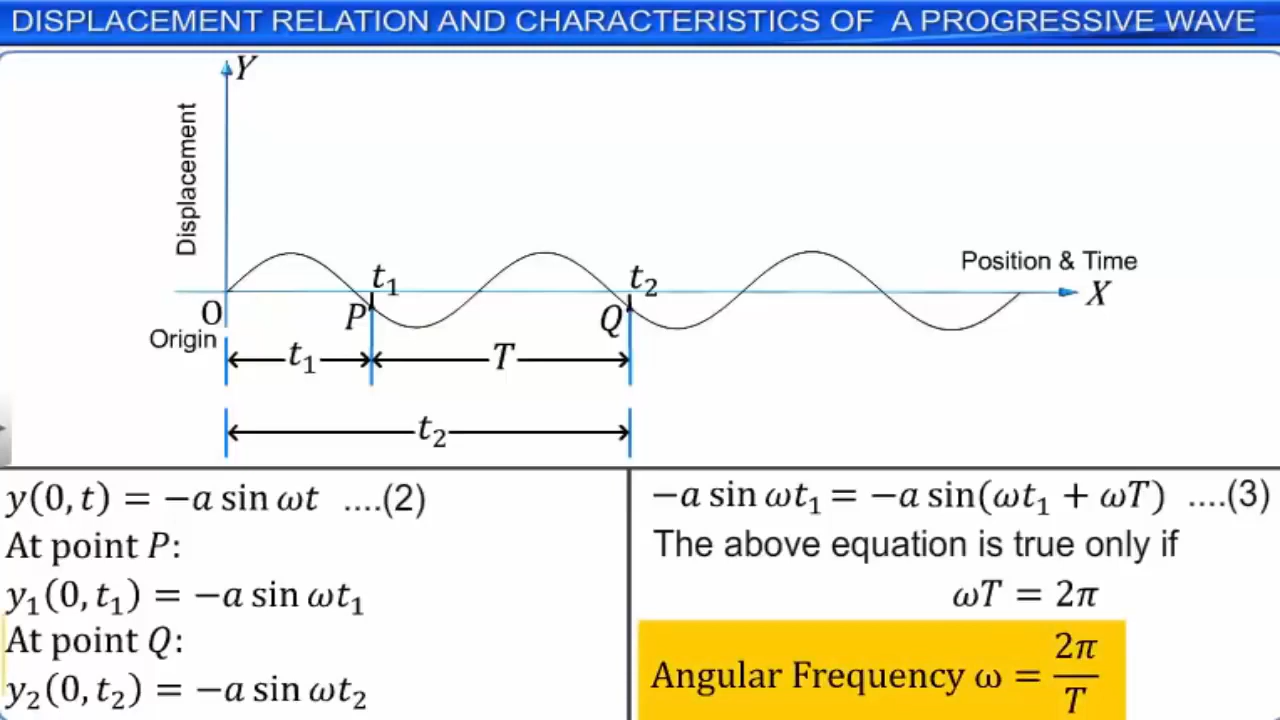 DISPLACEMENT RELATION AND CHARACTERISTICS OF A PROGRESSIVE WAVE
Y
Displacement
Position & Time
t₁
t₂
X
O
P
Q
Origin
t₁
T
t₂
y(0, t) = −a sin ωt ....(2)
At point P:
y₁(0, t₁) = −a sin ωt₁
At point Q:
y₂(0, t₂) = −a sin ωt₂
−a sin ωt₁ = −a sin(ωt₁ + ωT) ....(3)
The above equation is true only if
ωT = 2π
Angular Frequency ω = 2π/T